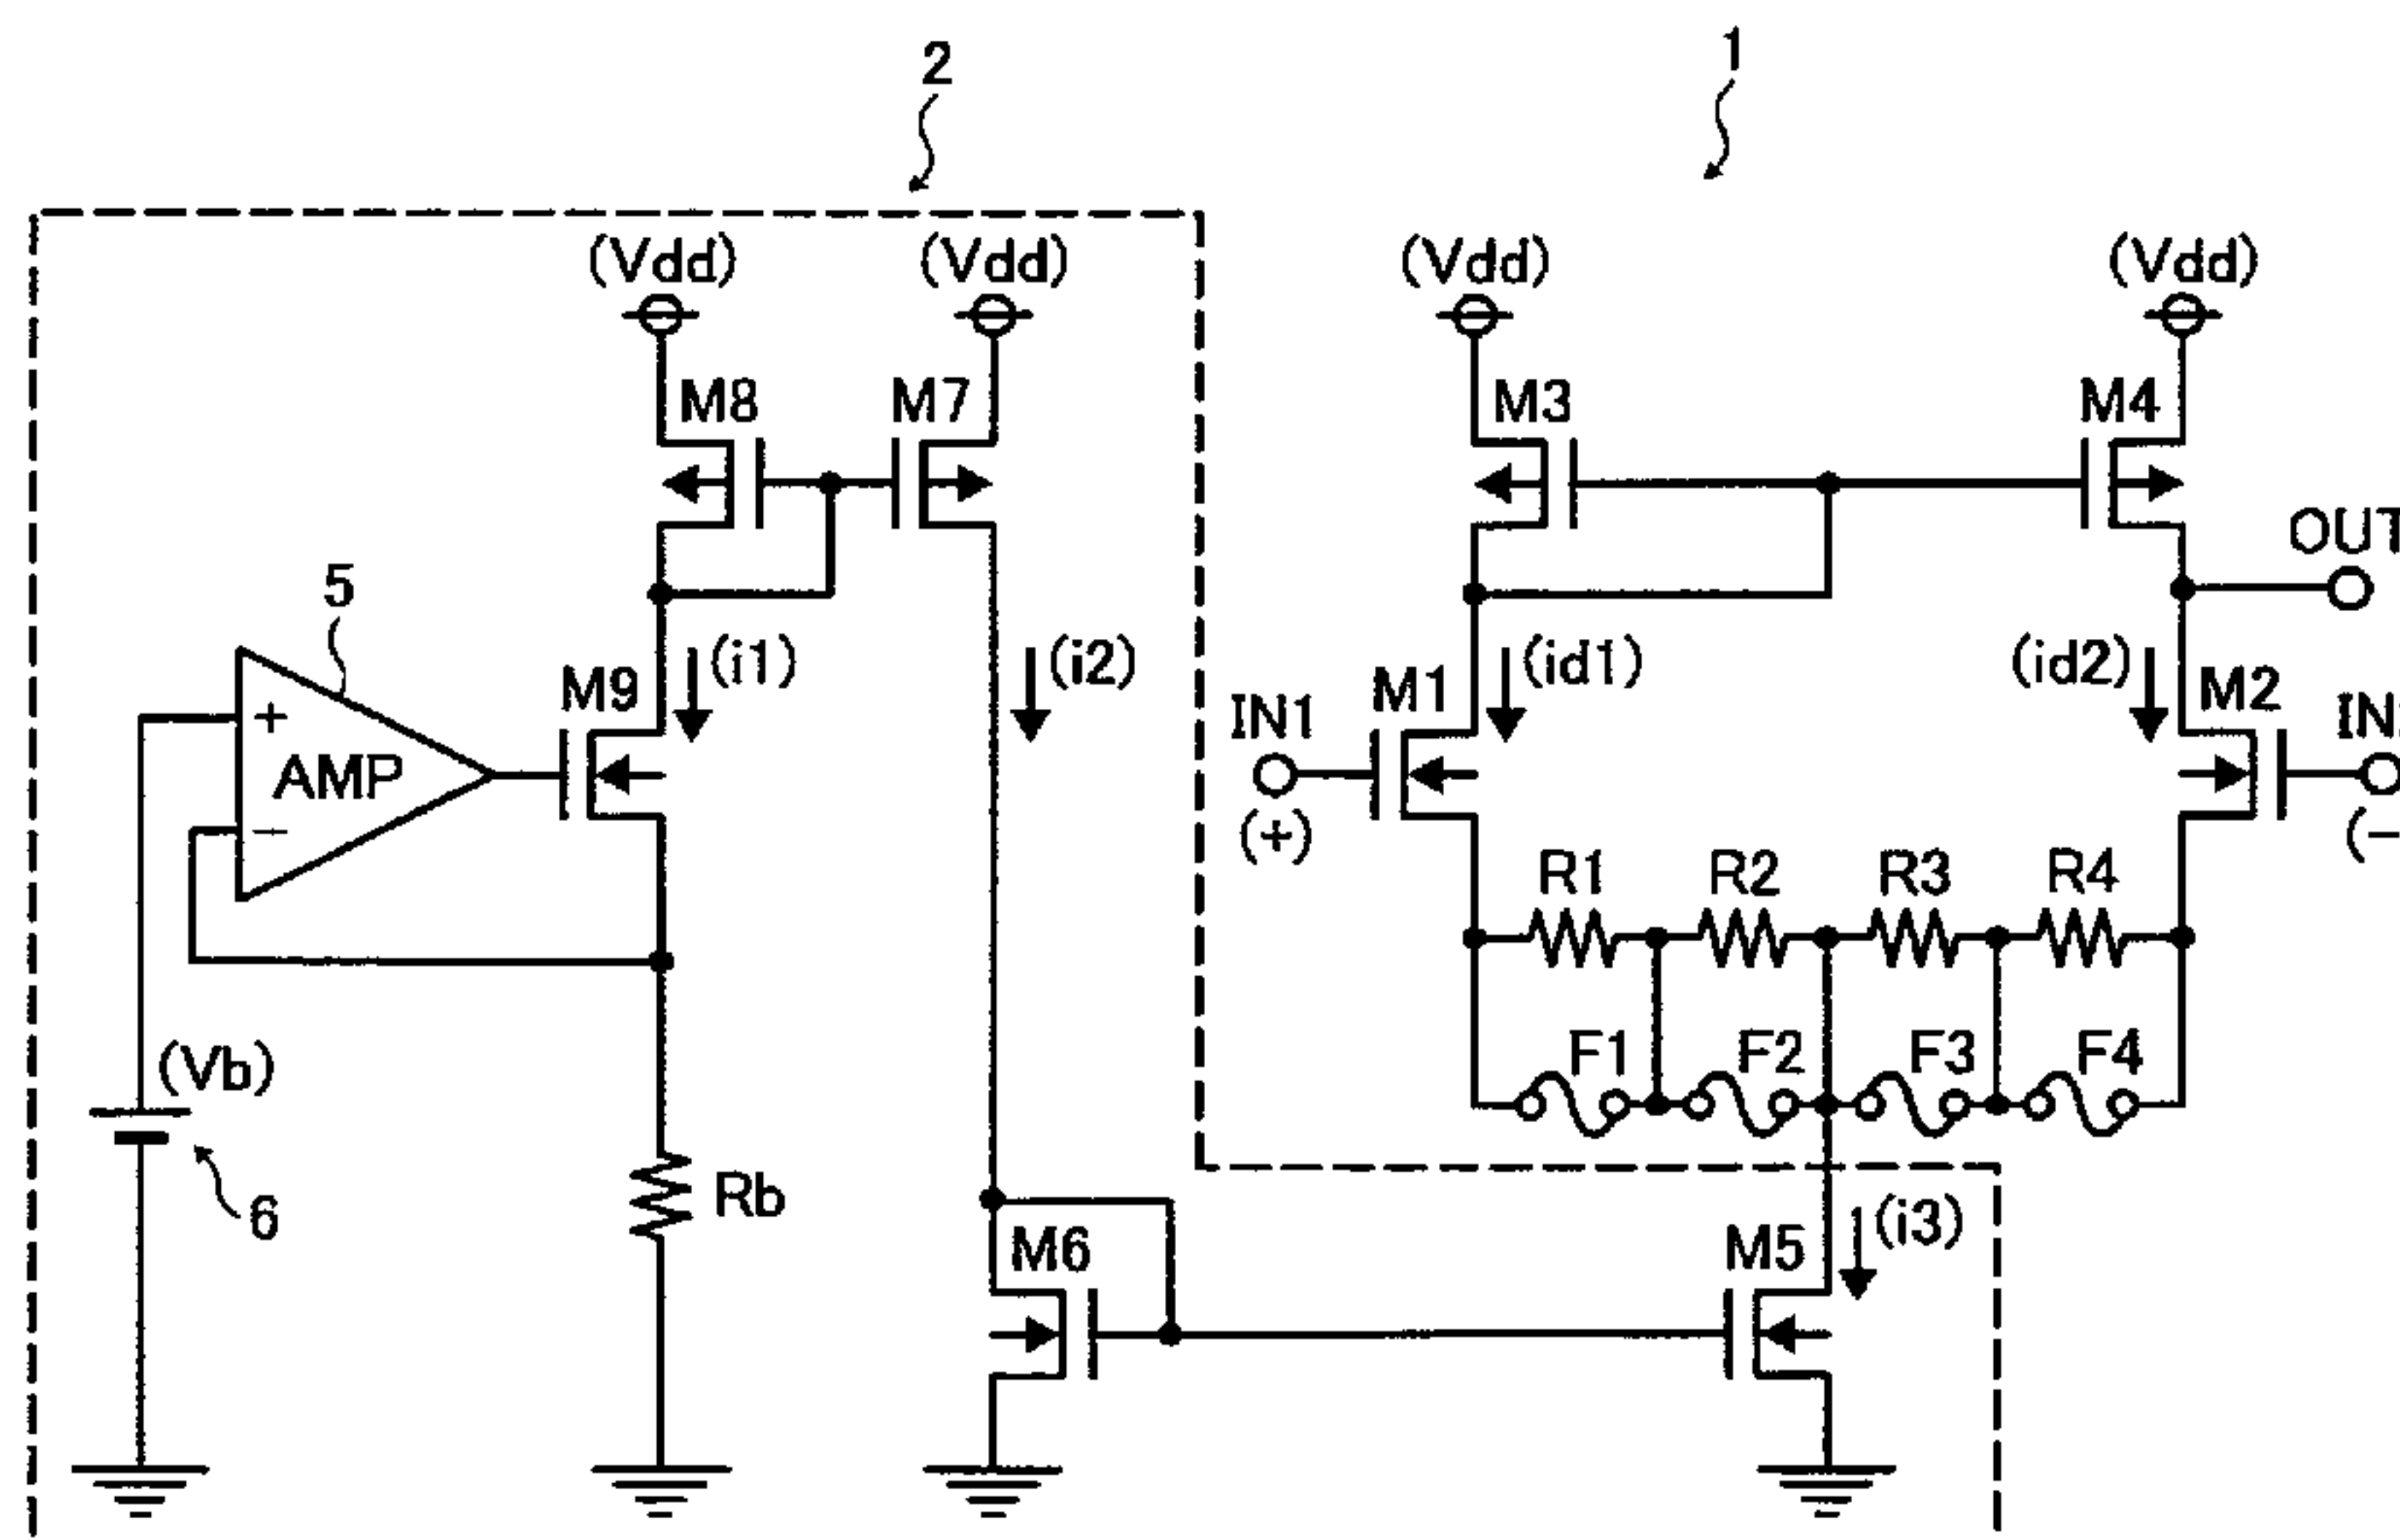 2
1
(Vdd)
(Vdd)
(Vdd)
(Vdd)
M8
M7
M3
M4
OUT
5
M9
(i1)
(i2)
M1
(id1)
(id2)
M2
IN1
(+)
+
AMP
−
(−
R1
R2
R3
R4
F1
F2
F3
F4
(Vb)
6
Rb
M6
M5
(i3)